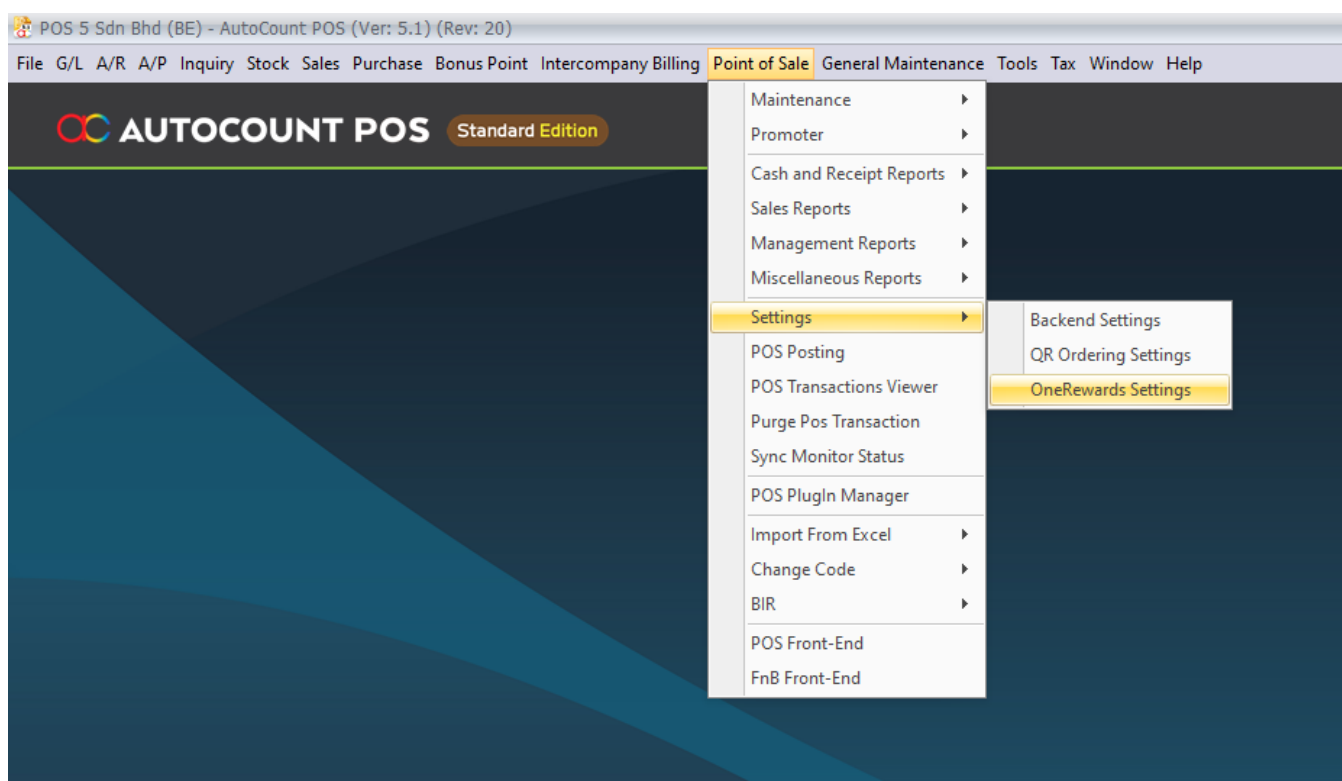 POS 5 Sdn Bhd (BE) - AutoCount POS (Ver: 5.1) (Rev: 20)
File G/L A/R A/P Inquiry Stock Sales Purchase Bonus Point Intercompany Billing Point of Sale General Maintenance Tools Tax Window Help
AUTOCOUNT POS Standard Edition
Maintenance
Promoter
Cash and Receipt Reports
Sales Reports
Management Reports
Miscellaneous Reports
Settings
Backend Settings
QR Ordering Settings
OneRewards Settings
POS Posting
POS Transactions Viewer
Purge Pos Transaction
Sync Monitor Status
POS PlugIn Manager
Import From Excel
Change Code
BIR
POS Front-End
FnB Front-End